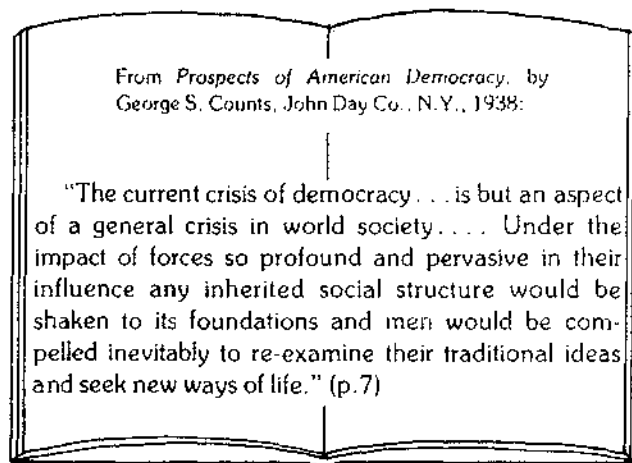 From Prospects of American Democracy, by
George S. Counts, John Day Co., N.Y., 1938:
"The current crisis of democracy . . . is but an aspect
of a general crisis in world society. . . . Under the
impact of forces so profound and pervasive in their
influence any inherited social structure would be
shaken to its foundations and men would be com-
pelled inevitably to re-examine their traditional ideas
and seek new ways of life." (p.7)